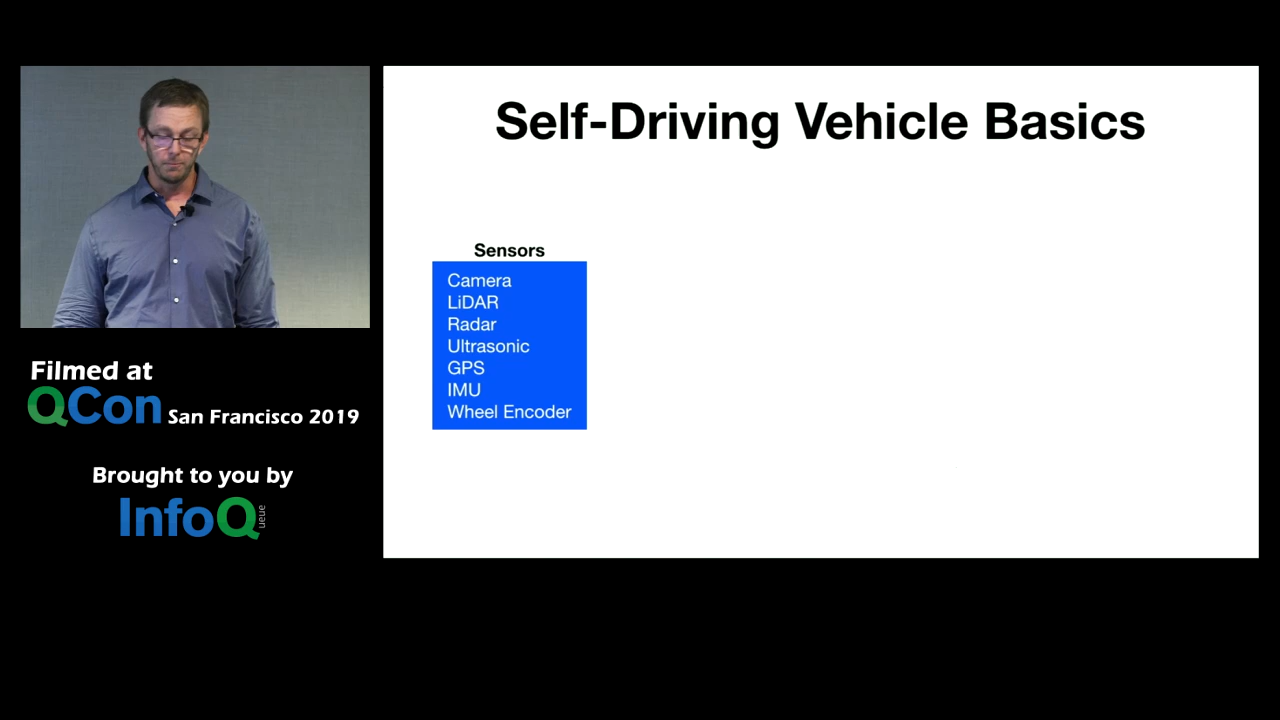 Self-Driving Vehicle Basics
Sensors
Camera
LiDAR
Radar
Ultrasonic
GPS
IMU
Wheel Encoder
Filmed at
QCon San Francisco 2019
Brought to you by
InfoQ
ueue